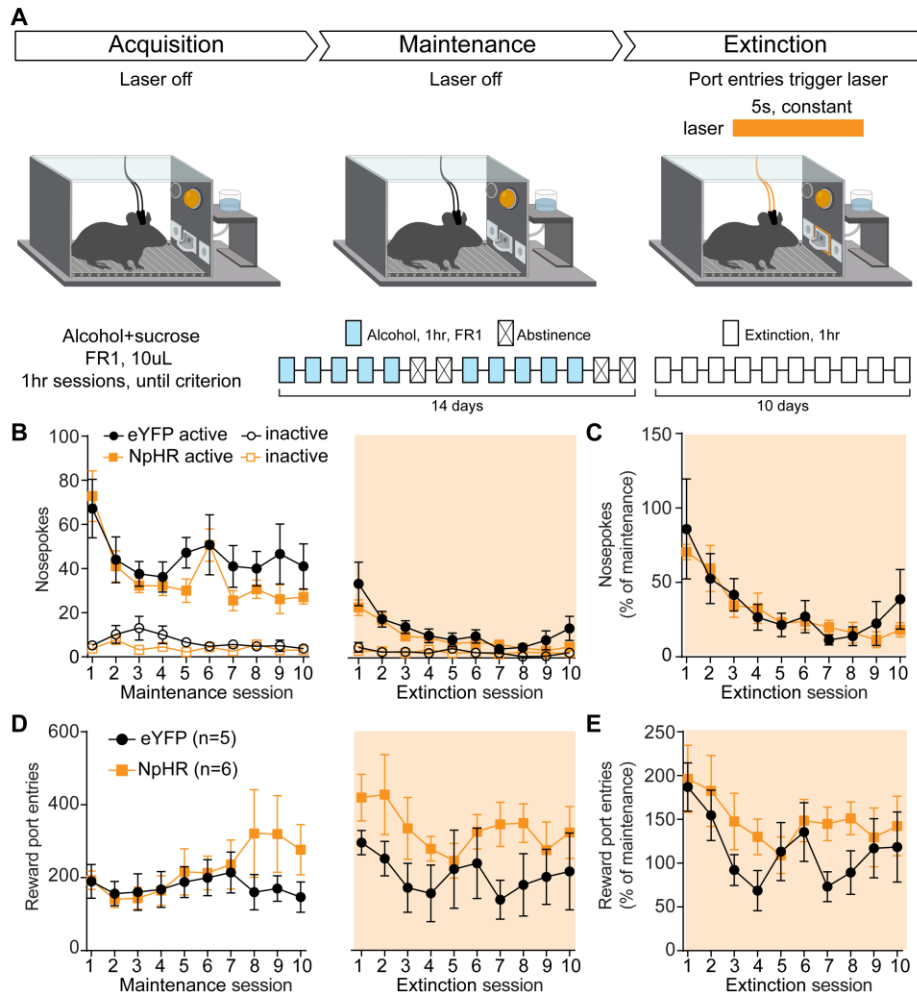 A
Acquisition
Maintenance
Extinction
Laser off
Laser off
Port entries trigger laser
5s, constant
laser
Alcohol+sucrose
FR1, 10uL
1hr sessions, until criterion
Alcohol, 1hr, FR1
Abstinence
14 days
Extinction, 1hr
10 days
B
eYFP active
inactive
NpHR active
inactive
Nosepokes
100
80
60
40
20
0
1 2 3 4 5 6 7 8 9 10
Maintenance session
1 2 3 4 5 6 7 8 9 10
Extinction session
C
Nosepokes
(% of maintenance)
150
100
50
0
1 2 3 4 5 6 7 8 9 10
Extinction session
D
eYFP (n=5)
NpHR (n=6)
Reward port entries
600
400
200
0
1 2 3 4 5 6 7 8 9 10
Maintenance session
1 2 3 4 5 6 7 8 9 10
Extinction session
E
Reward port entries
(% of maintenance)
250
200
150
100
50
0
1 2 3 4 5 6 7 8 9 10
Extinction session